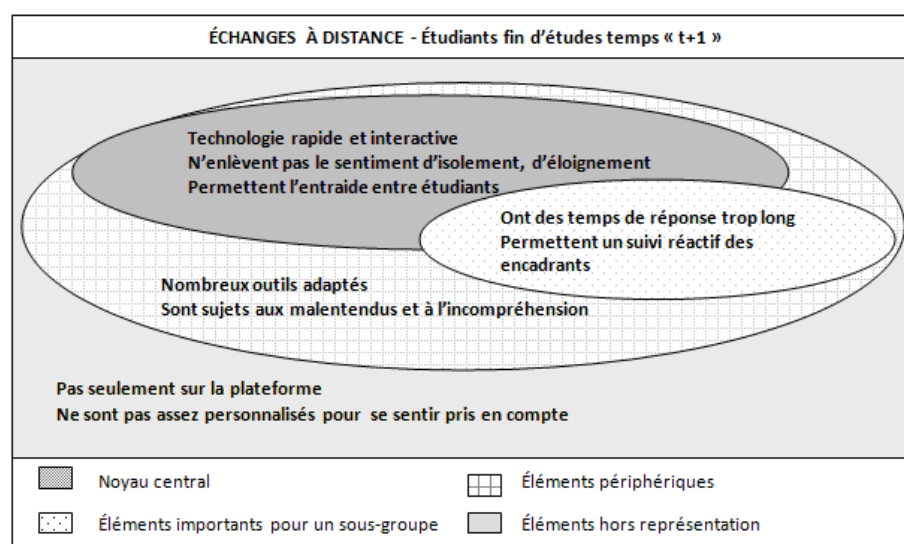 ÉCHANGES À DISTANCE - Étudiants fin d'études temps « t+1 »
Technologie rapide et interactive
N'enlèvent pas le sentiment d'isolement, d'éloignement
Permettent l'entraide entre étudiants
Ont des temps de réponse trop long
Permettent un suivi réactif des
encadrants
Nombreux outils adaptés
Sont sujets aux malentendus et à l'incompréhension
Pas seulement sur la plateforme
Ne sont pas assez personnalisés pour se sentir pris en compte
Noyau central
Éléments périphériques
Éléments importants pour un sous-groupe
Éléments hors représentation